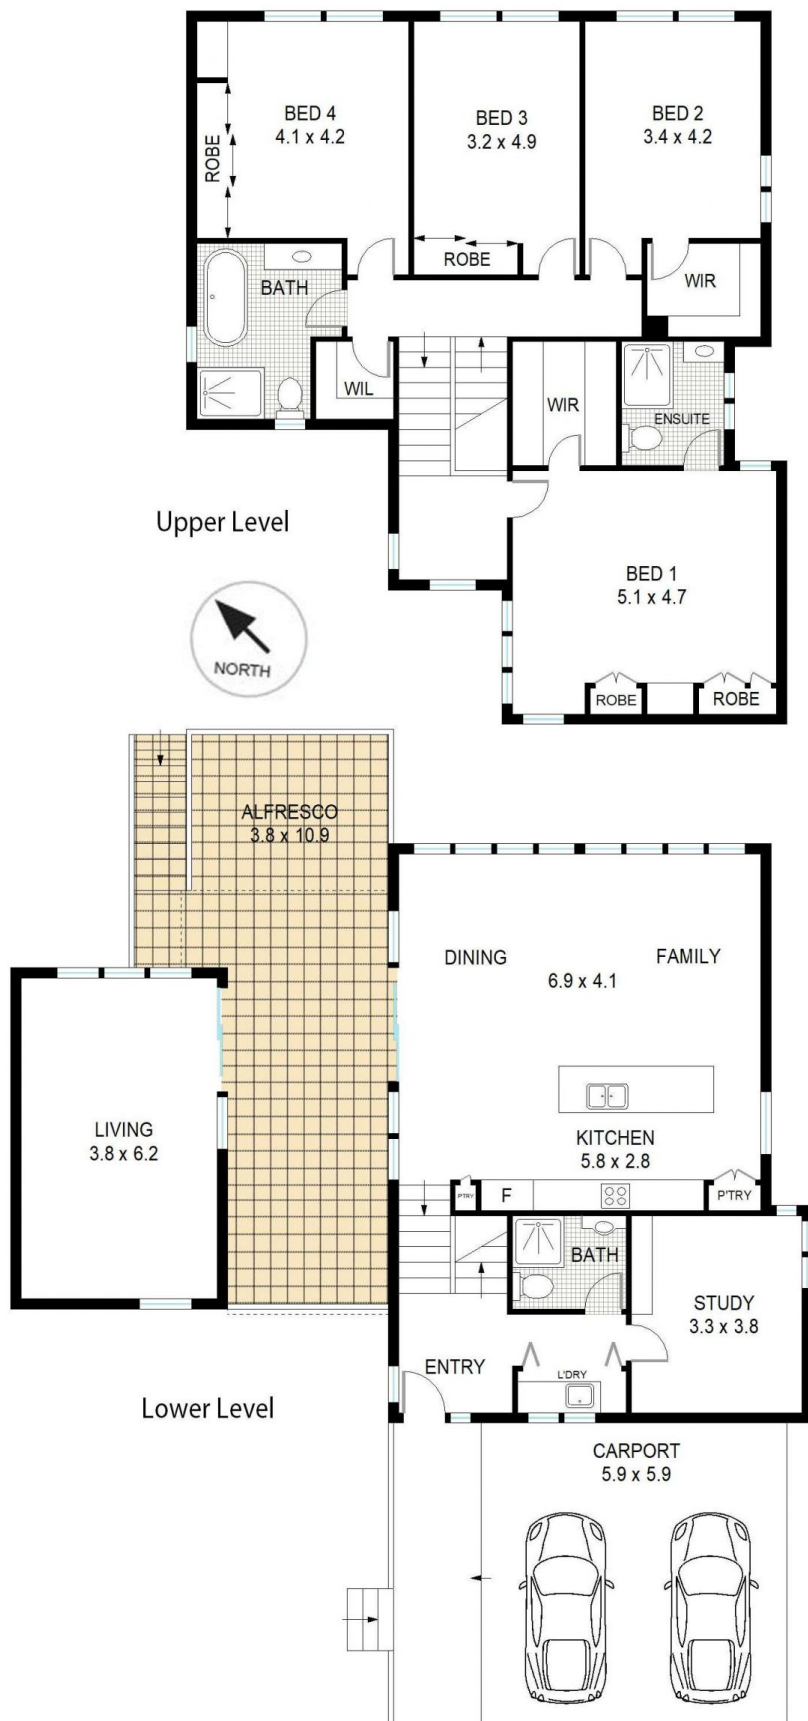 BED 4
4.1 x 4.2
BED 3
3.2 x 4.9
BED 2
3.4 x 4.2
ROBE
ROBE
WIR
BATH
WIL
WIR
ENSUITE
Upper Level
BED 1
5.1 x 4.7
ROBE
ROBE
NORTH
ALFRESCO
3.8 x 10.9
DINING
FAMILY
6.9 x 4.1
LIVING
3.8 x 6.2
KITCHEN
5.8 x 2.8
P'TRY
F
P'TRY
BATH
STUDY
3.3 x 3.8
ENTRY
L'DRY
Lower Level
CARPORT
5.9 x 5.9